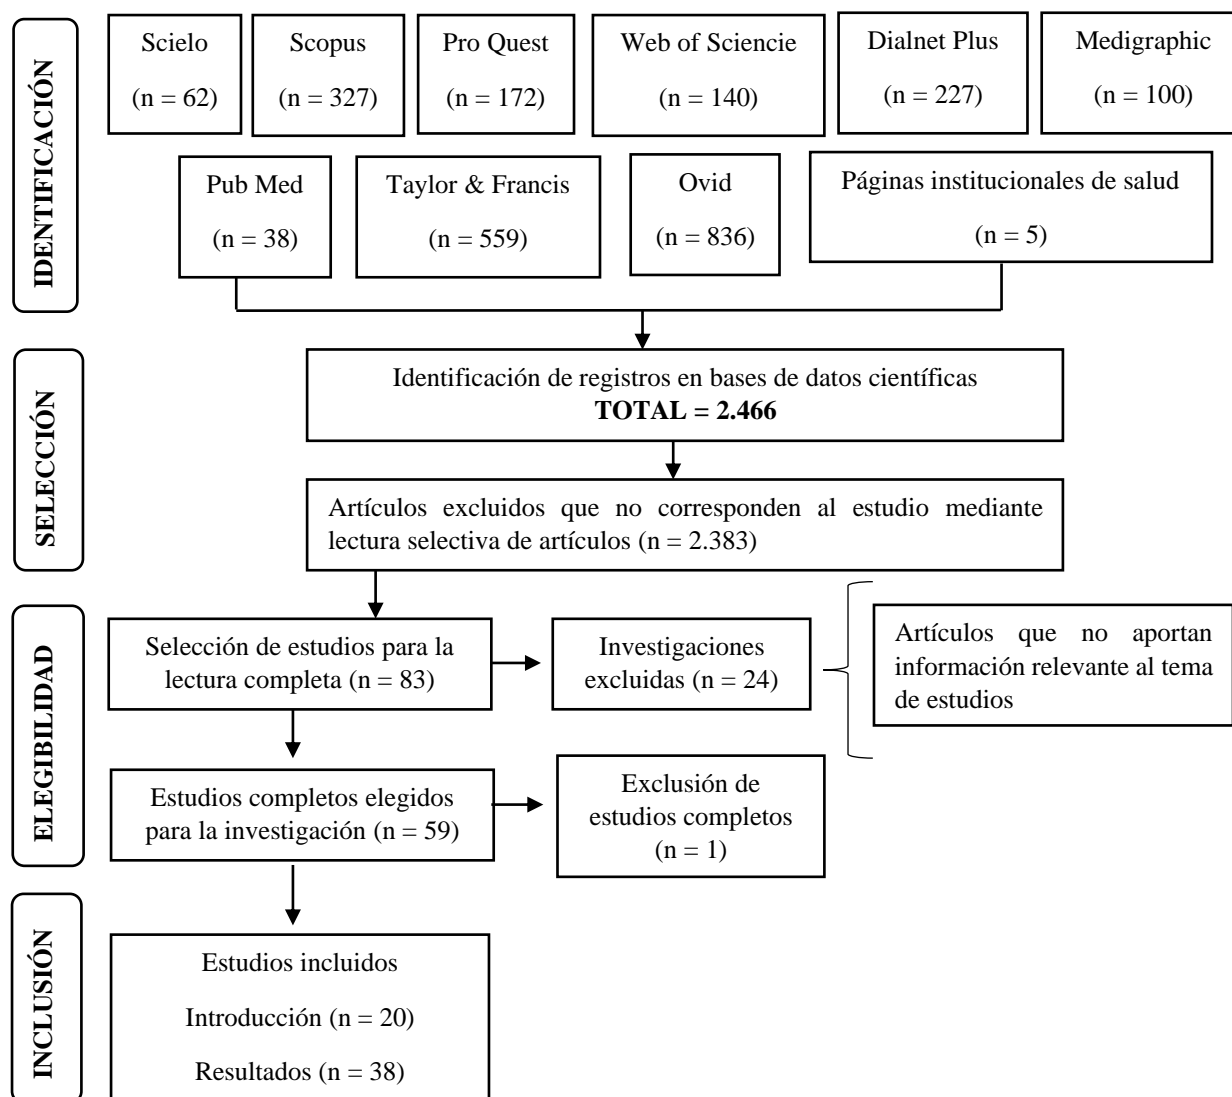 IDENTIFICACIÓN
Scielo
(n = 62)
Scopus
(n = 327)
Pro Quest
(n = 172)
Web of Sciencie
(n = 140)
Dialnet Plus
(n = 227)
Medigraphic
(n = 100)
Pub Med
(n = 38)
Taylor & Francis
(n = 559)
Ovid
(n = 836)
Páginas institucionales de salud
(n = 5)
SELECCIÓN
Identificación de registros en bases de datos científicas
TOTAL = 2.466
Artículos excluidos que no corresponden al estudio mediante
lectura selectiva de artículos (n = 2.383)
ELEGIBILIDAD
Selección de estudios para la
lectura completa (n = 83)
Investigaciones
excluidas (n = 24)
Artículos que no aportan
información relevante al tema
de estudios
Estudios completos elegidos
para la investigación (n = 59)
Exclusión de
estudios completos
(n = 1)
INCLUSIÓN
Estudios incluidos
Introducción (n = 20)
Resultados (n = 38)